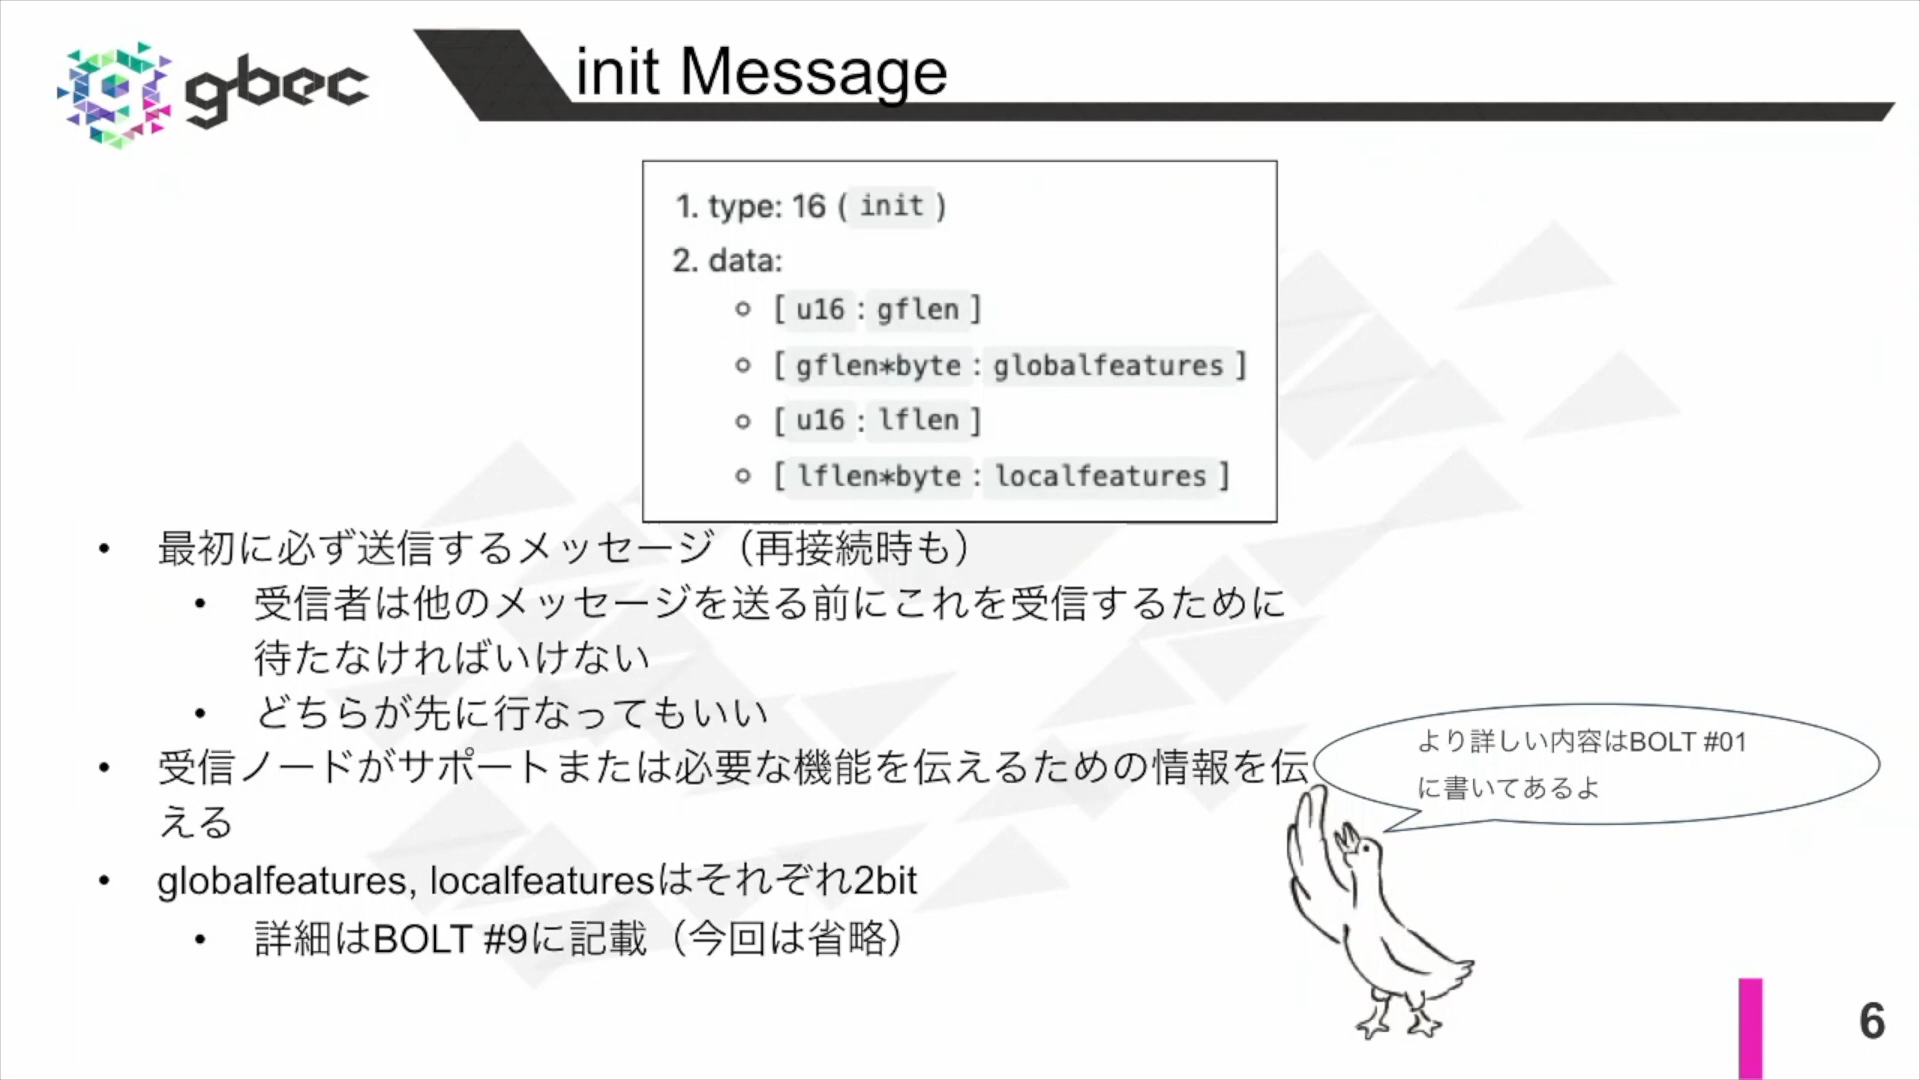 gbec
init Message
1. type: 16 ( init )
2. data:
○ [ u16 : gflen ]
○ [ gflen*byte : globalfeatures ]
○ [ u16 : lflen ]
○ [ lflen*byte : localfeatures ]
• 最初に必ず送信するメッセージ（再接続時も）
• 受信者は他のメッセージを送る前にこれを受信するために
待たなければいけない
• どちらが先に行なってもいい
• 受信ノードがサポートまたは必要な機能を伝えるための情報を伝
える
• globalfeatures, localfeaturesはそれぞれ2bit
• 詳細はBOLT #9に記載（今回は省略）
より詳しい内容はBOLT #01
に書いてあるよ
6